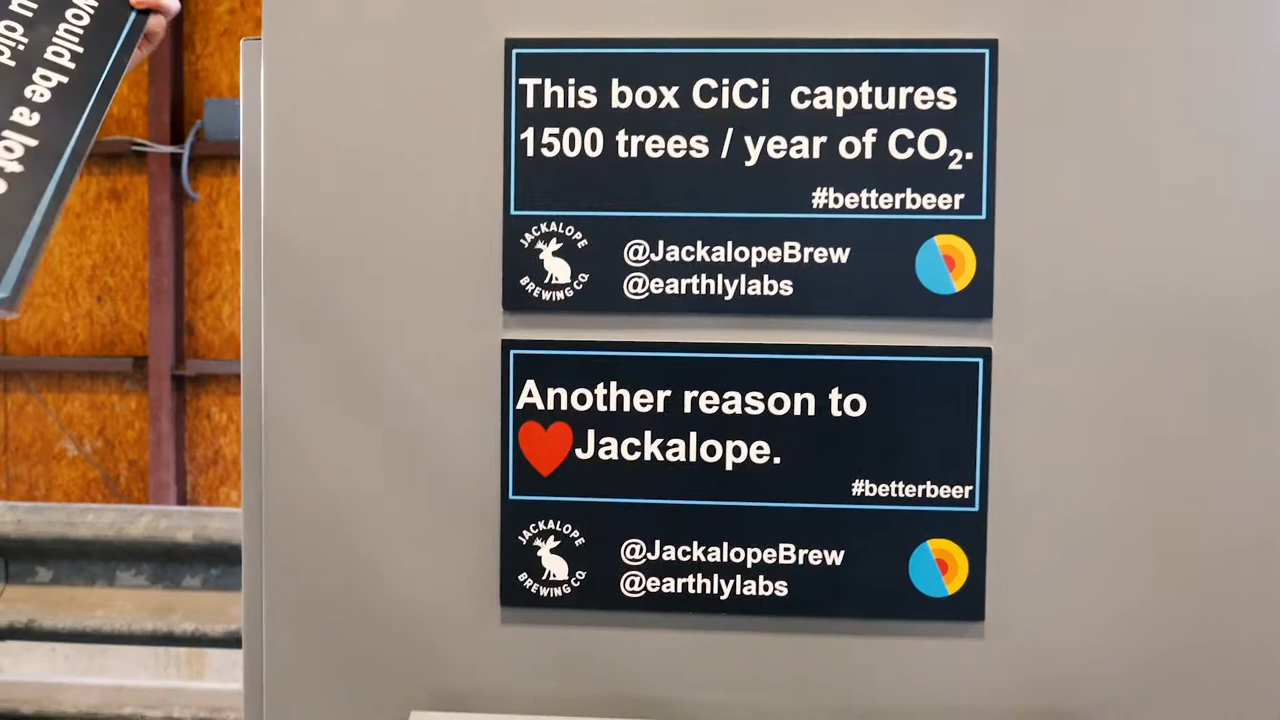 would be a lot
u did
This box CiCi captures
1500 trees / year of CO₂.
#betterbeer
JACKALOPE
BREWING CO.
@JackalopeBrew
@earthlylabs
Another reason to
❤Jackalope.
#betterbeer
JACKALOPE
BREWING CO.
@JackalopeBrew
@earthlylabs